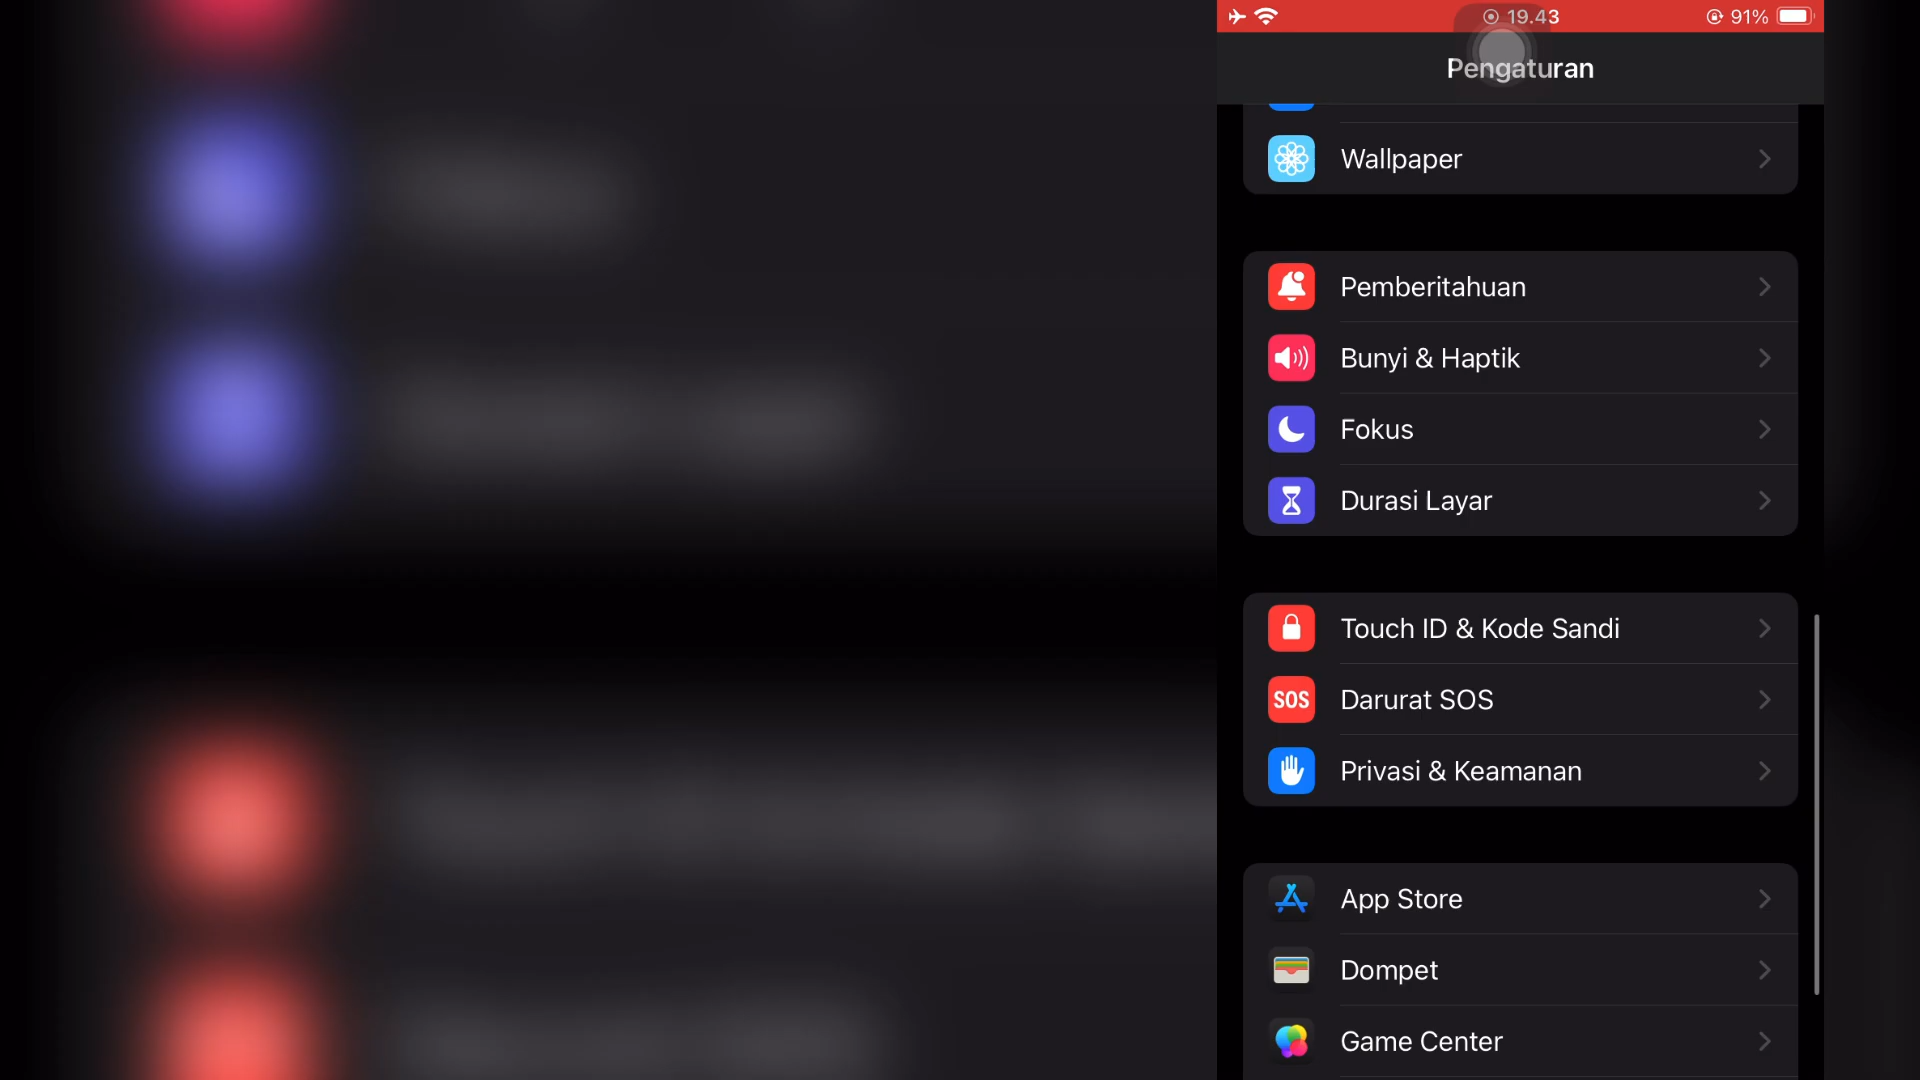 19.43
91%
Pengaturan
Wallpaper
Pemberitahuan
Bunyi & Haptik
Fokus
Durasi Layar
Touch ID & Kode Sandi
SOS Darurat SOS
Privasi & Keamanan
App Store
Dompet
Game Center